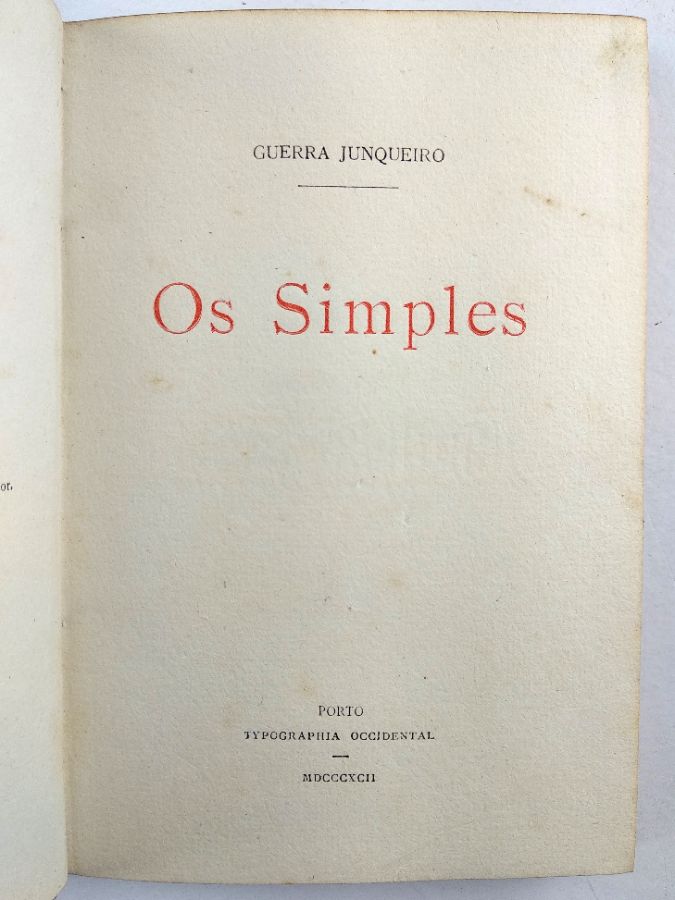 GUERRA JUNQUEIRO
Os Simples
PORTO
TYPOGRAPHIA OCCIDENTAL
MDCCCXCII